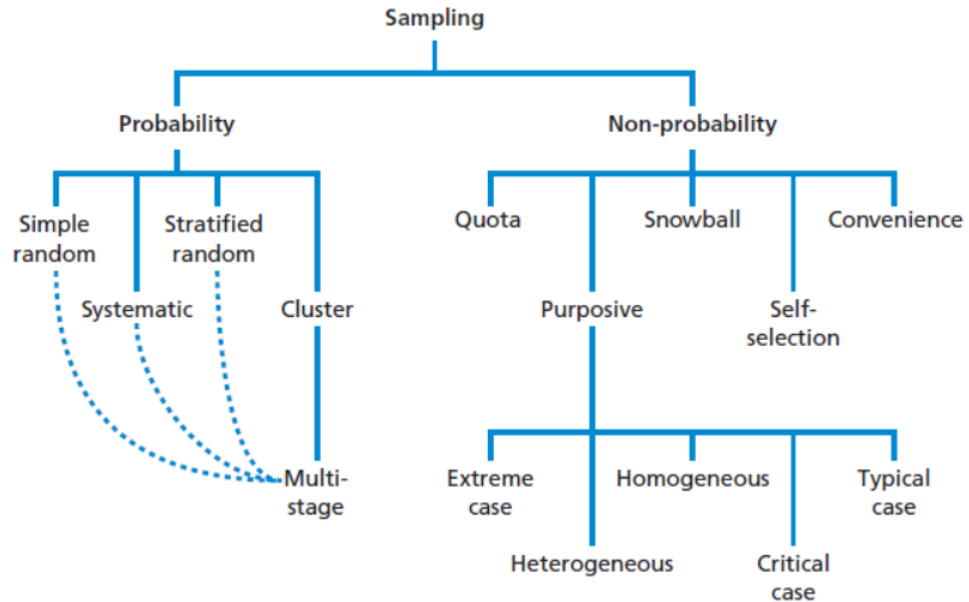 Sampling
Probability
Non-probability
Simple
random
Stratified
random
Quota
Snowball
Convenience
Systematic
Cluster
Purposive
Self-
selection
Multi-
stage
Extreme
case
Homogeneous
Typical
case
Heterogeneous
Critical
case